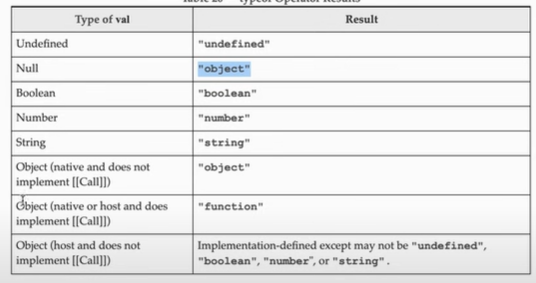 Table 20 — typeof Operator Results
Type of val Result
Undefined "undefined"
Null "object"
Boolean "boolean"
Number "number"
String "string"
Object (native and does not "object"
implement [[Call]])
Object (native or host and does "function"
implement [[Call]])
Object (host and does not Implementation-defined except may not be "undefined",
implement [[Call]]) "boolean", "number", or "string".